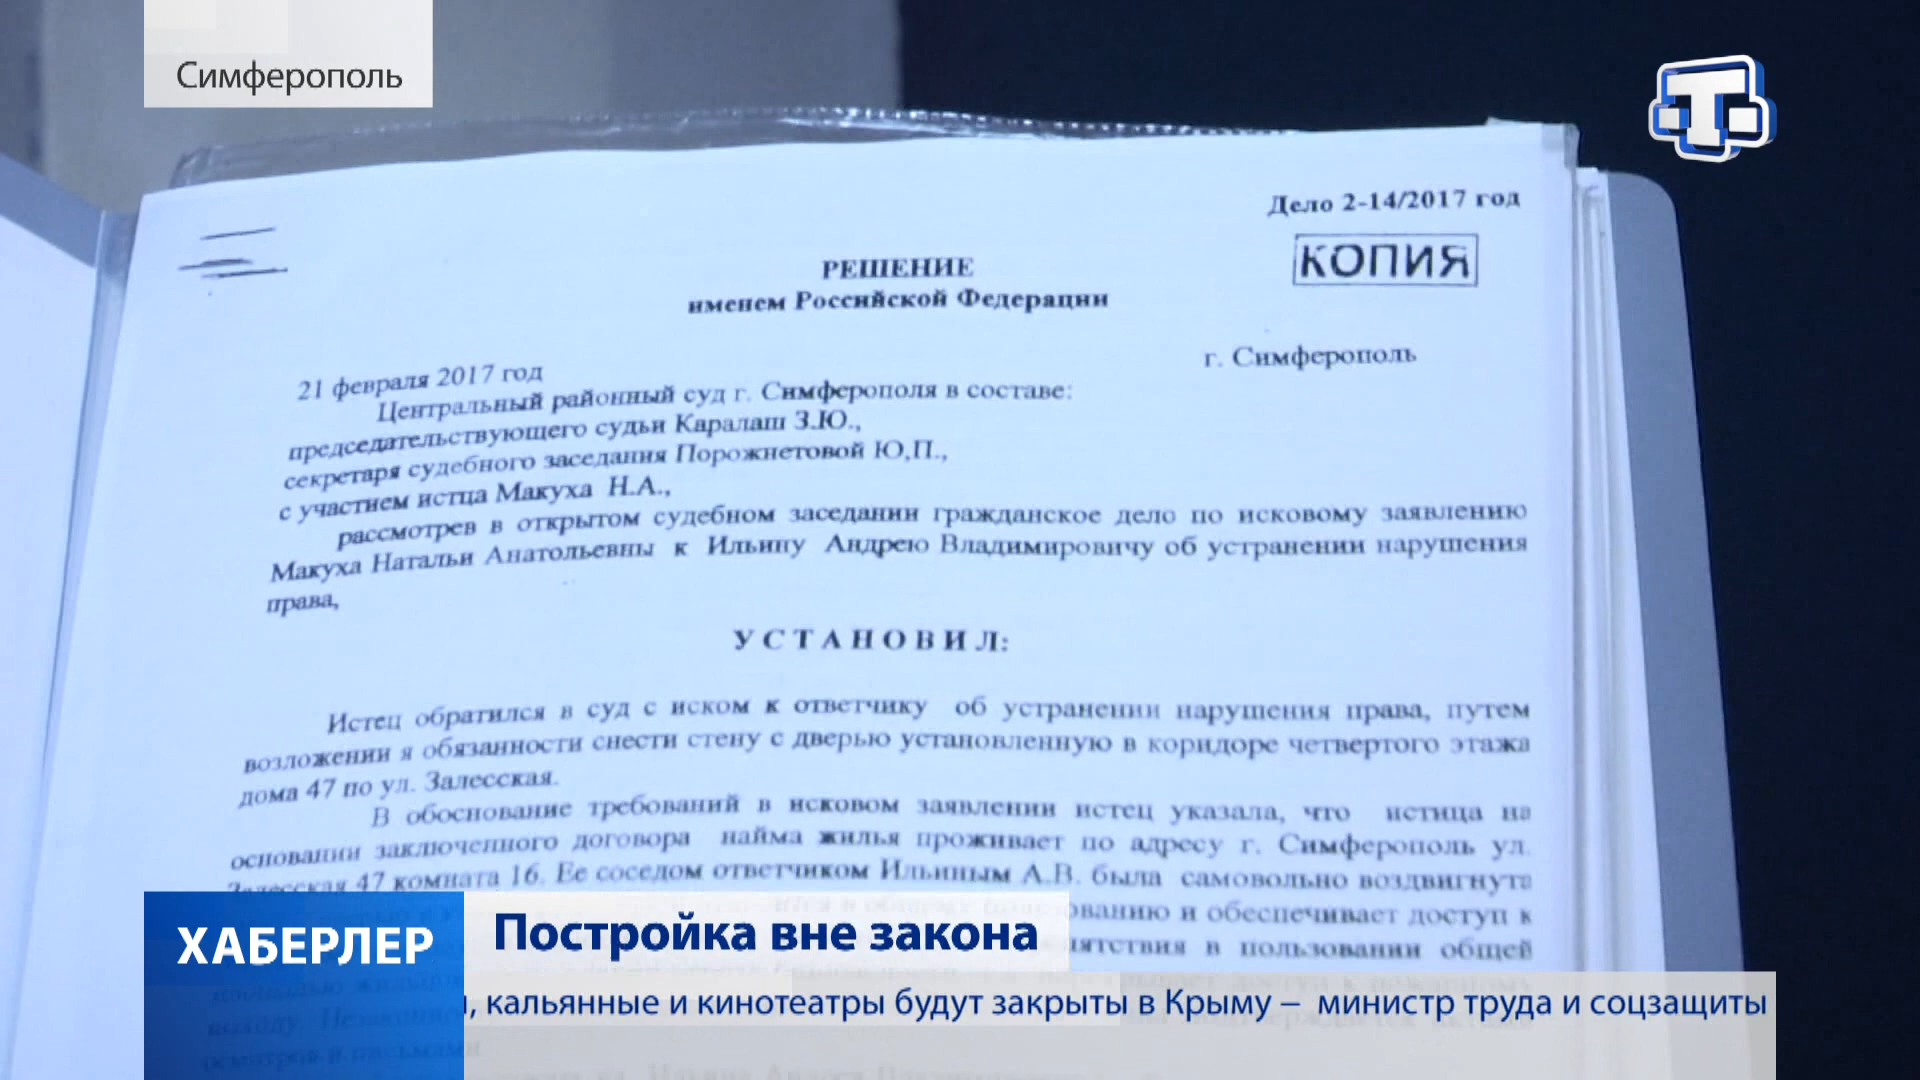 Симферополь
Дело 2-14/2017 год
КОПИЯ
РЕШЕНИЕ
именем Российской Федерации
21 февраля 2017 год
г. Симферополь
Центральный районный суд г. Симферополя в составе:
председательствующего судьи Каралаш З.Ю.,
секретаря судебного заседания Порожнетовой Ю,П.,
с участием истца Макуха Н.А.,
рассмотрев в открытом судебном заседании гражданское дело по исковому заявлению
Макуха Натальи Анатольевны к Ильину Андрею Владимировичу об устранении нарушения
права,
УСТАНОВИЛ:
Истец обратился в суд с иском к ответчику об устранении нарушения права, путем
возложении я обязанности снести стену с дверью установленную в коридоре четвертого этажа
дома 47 по ул. Залесская.
В обоснование требований в исковом заявлении истец указала, что истица на
основании заключенного договора найма жилья проживает по адресу г. Симферополь ул.
Залесская 47 комната 16. Ее соседом ответчиком Ильиным А.В. была самовольно воздвигнута
и обеспечивает доступ к
в пользовании общей
ХАБЕРЛЕР
Постройка вне закона
, кальянные и кинотеатры будут закрыты в Крыму – министр труда и соцзащиты